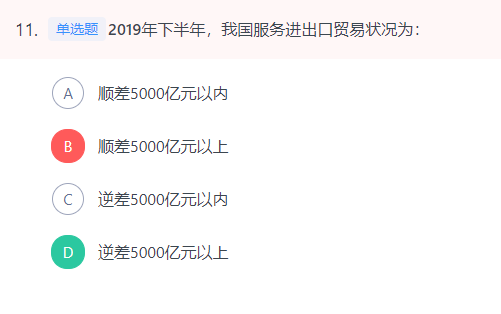 11. 单选题 2019年下半年，我国服务进出口贸易状况为：
A 顺差5000亿元以内
B 顺差5000亿元以上
C 逆差5000亿元以内
D 逆差5000亿元以上